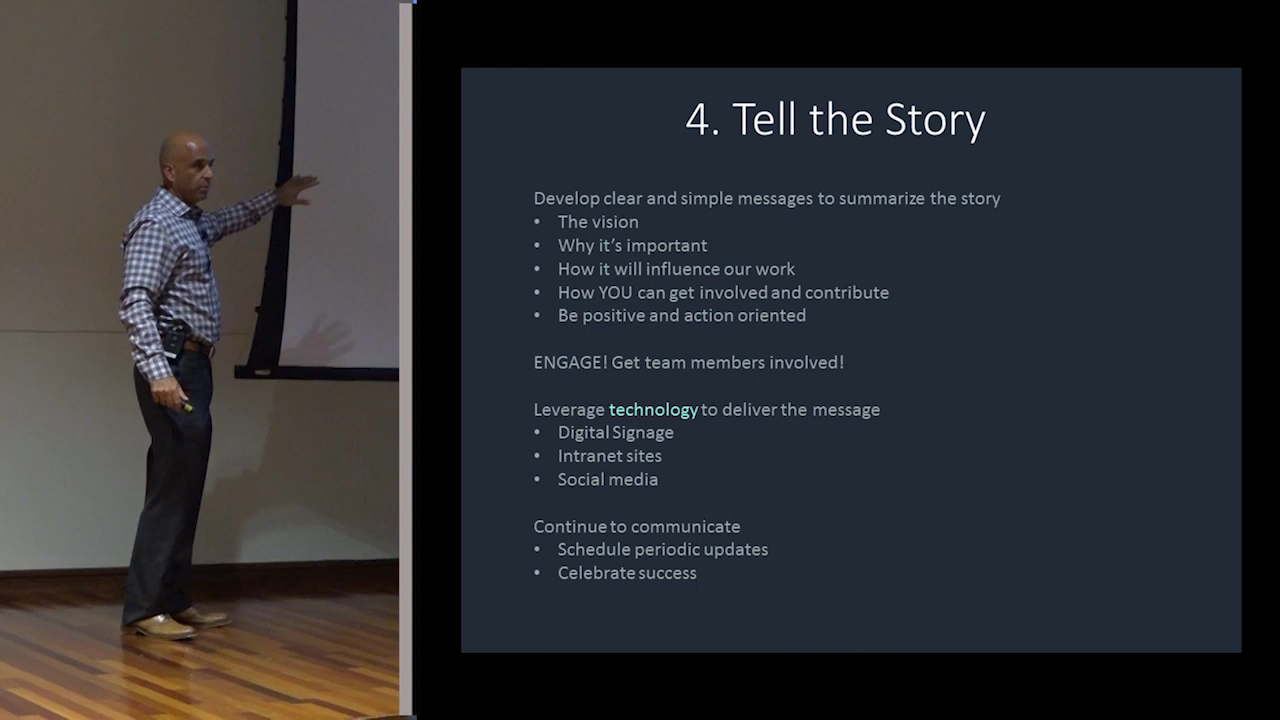 4. Tell the Story
Develop clear and simple messages to summarize the story
• The vision
• Why it's important
• How it will influence our work
• How YOU can get involved and contribute
• Be positive and action oriented
ENGAGE! Get team members involved!
Leverage technology to deliver the message
• Digital Signage
• Intranet sites
• Social media
Continue to communicate
• Schedule periodic updates
• Celebrate success